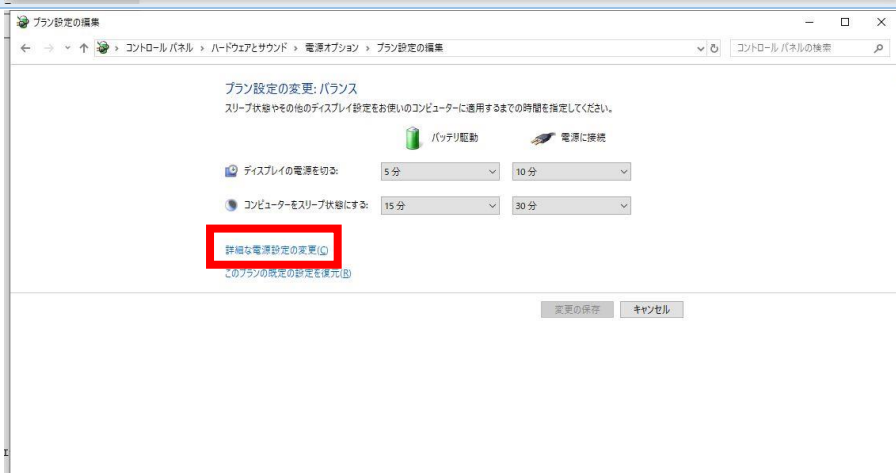 プラン設定の編集
コントロール パネル › ハードウェアとサウンド › 電源オプション › プラン設定の編集
コントロール パネルの検索
プラン設定の変更: バランス
スリープ状態やその他のディスプレイ設定をお使いのコンピューターに適用するまでの時間を指定してください。
バッテリ駆動 電源に接続
ディスプレイの電源を切る: 5 分 10 分
コンピューターをスリープ状態にする: 15 分 30 分
詳細な電源設定の変更(C)
このプランの既定の設定を復元(R)
変更の保存 キャンセル